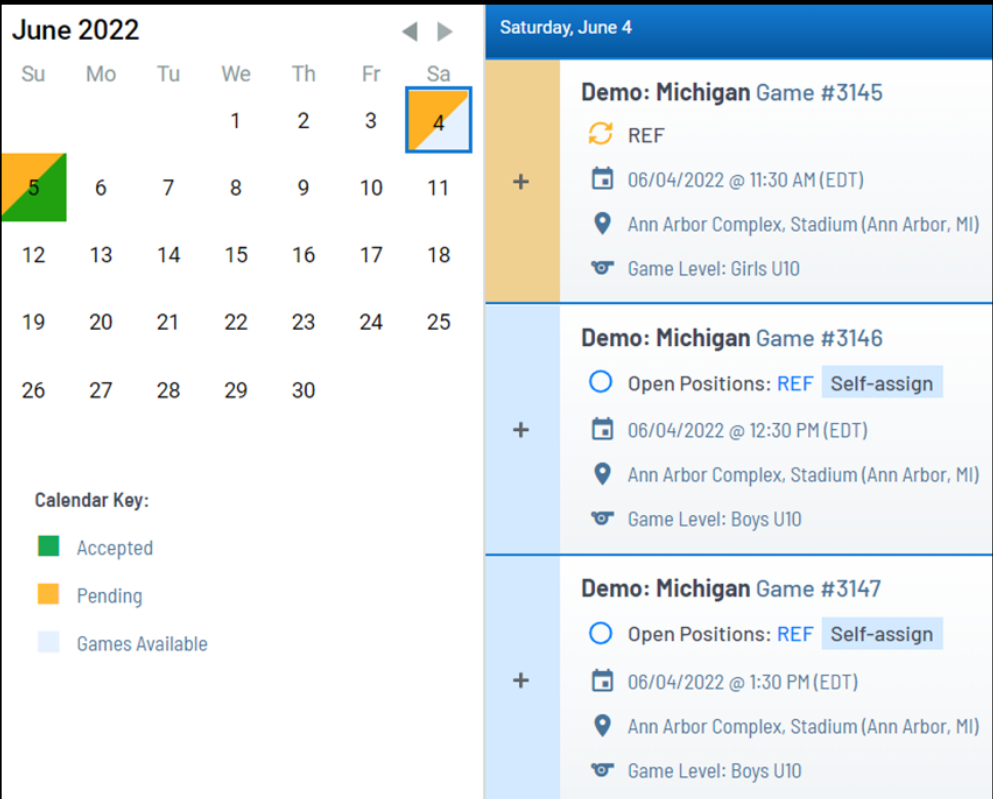 June 2022
Su Mo Tu We Th Fr Sa
1 2 3 4
5 6 7 8 9 10 11
12 13 14 15 16 17 18
19 20 21 22 23 24 25
26 27 28 29 30
Calendar Key:
Accepted
Pending
Games Available
Saturday, June 4
+
Demo: Michigan Game #3145
REF
06/04/2022 @ 11:30 AM (EDT)
Ann Arbor Complex, Stadium (Ann Arbor, MI)
Game Level: Girls U10
+
Demo: Michigan Game #3146
Open Positions: REF Self-assign
06/04/2022 @ 12:30 PM (EDT)
Ann Arbor Complex, Stadium (Ann Arbor, MI)
Game Level: Boys U10
+
Demo: Michigan Game #3147
Open Positions: REF Self-assign
06/04/2022 @ 1:30 PM (EDT)
Ann Arbor Complex, Stadium (Ann Arbor, MI)
Game Level: Boys U10